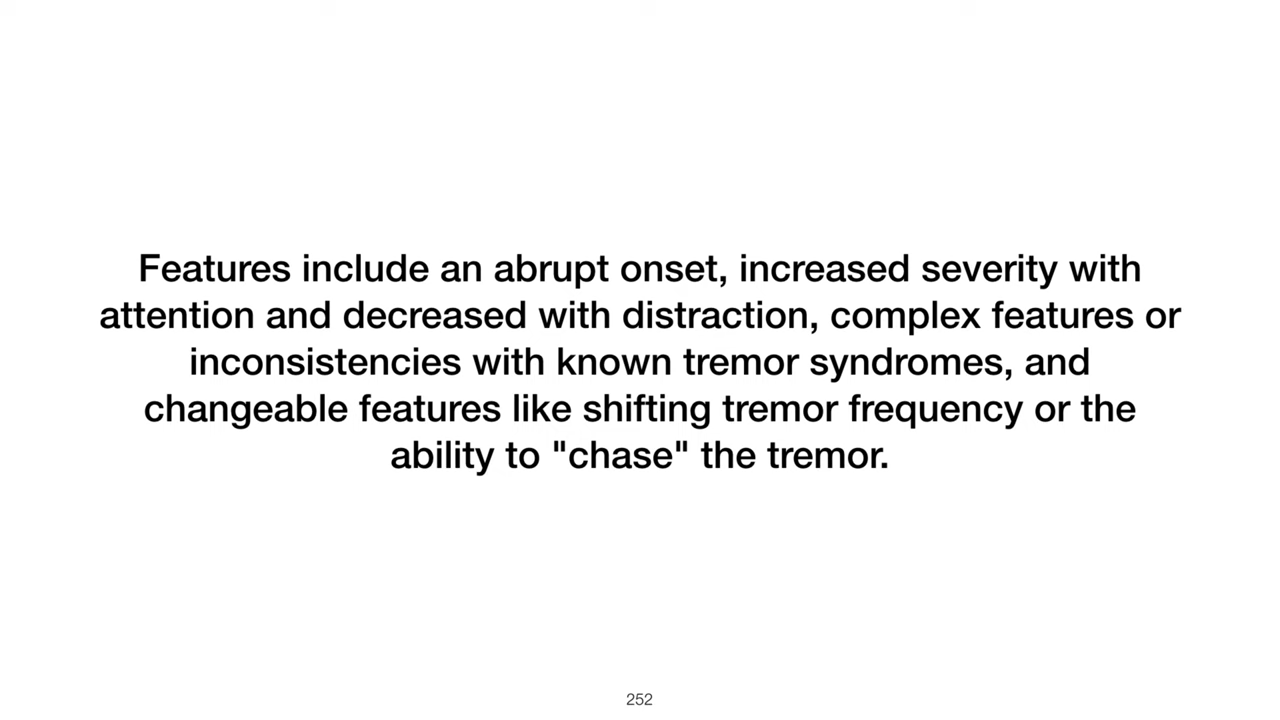 Features include an abrupt onset, increased severity with
attention and decreased with distraction, complex features or
inconsistencies with known tremor syndromes, and
changeable features like shifting tremor frequency or the
ability to "chase" the tremor.
252